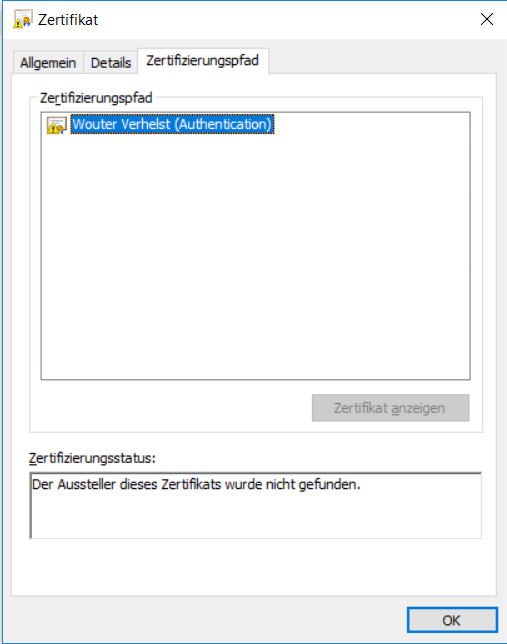 Zertifikat
Allgemein Details Zertifizierungspfad
Zertifizierungspfad
Wouter Verhelst (Authentication)
Zertifikat anzeigen
Zertifizierungsstatus:
Der Aussteller dieses Zertifikats wurde nicht gefunden.
OK